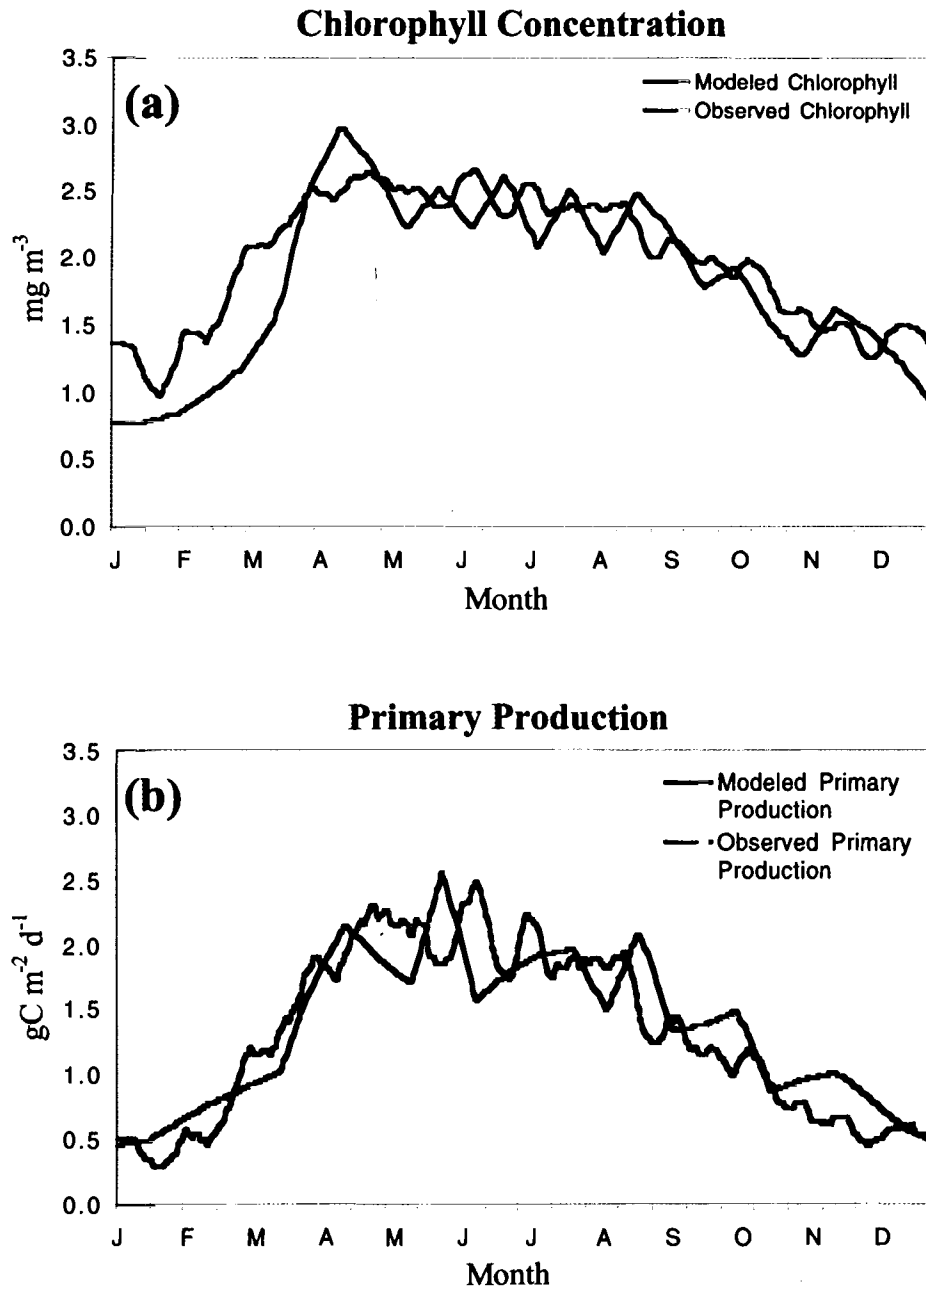 Chlorophyll Concentration
3.5
(a)
Modeled Chlorophyll
Observed Chlorophyll
3.0
2.5
2.0
1.5
1.0
0.5
0.0
mg m-3
J F M A M J J A S O N D
Month
Primary Production
3.5
(b)
Modeled Primary
Production
Observed Primary
Production
3.0
2.5
2.0
1.5
1.0
0.5
0.0
gC m-2 d-1
J F M A M J J A S O N D
Month